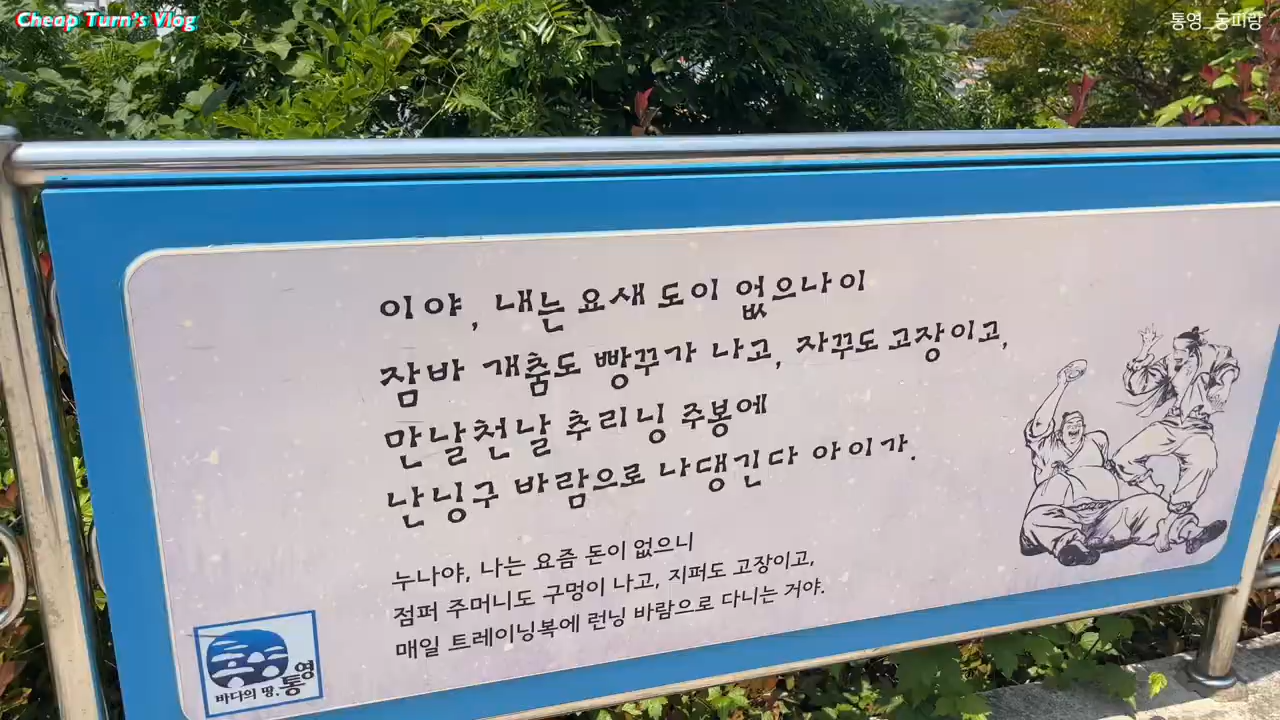 Cheap Turn's Vlog
통영_동피랑
이야, 내는 요새 도이 없으나이
잠바 개춤도 빵꾸가 나고, 자꾸도 고장이고,
만날천날 추리닝 주봉에
난닝구 바람으로 나댕긴다 아이가.
누나야, 나는 요즘 돈이 없으니
점퍼 주머니도 구멍이 나고, 지퍼도 고장이고,
매일 트레이닝복에 런닝 바람으로 다니는 거야.
바다의 땅, 통영